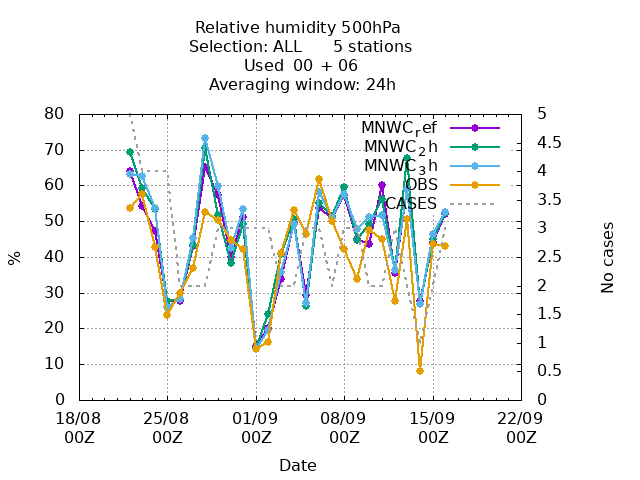 Relative humidity 500hPa
Selection: ALL 5 stations
Used 00 + 06
Averaging window: 24h
80
70
60
50
40
30
20
10
0
%
5
4.5
4
3.5
3
2.5
2
1.5
1
0.5
0
No cases
MNWC_ref
MNWC_2h
MNWC_3h
OBS
CASES
18/08 25/08 01/09 08/09 15/09 22/09
00Z 00Z 00Z 00Z 00Z 00Z
Date